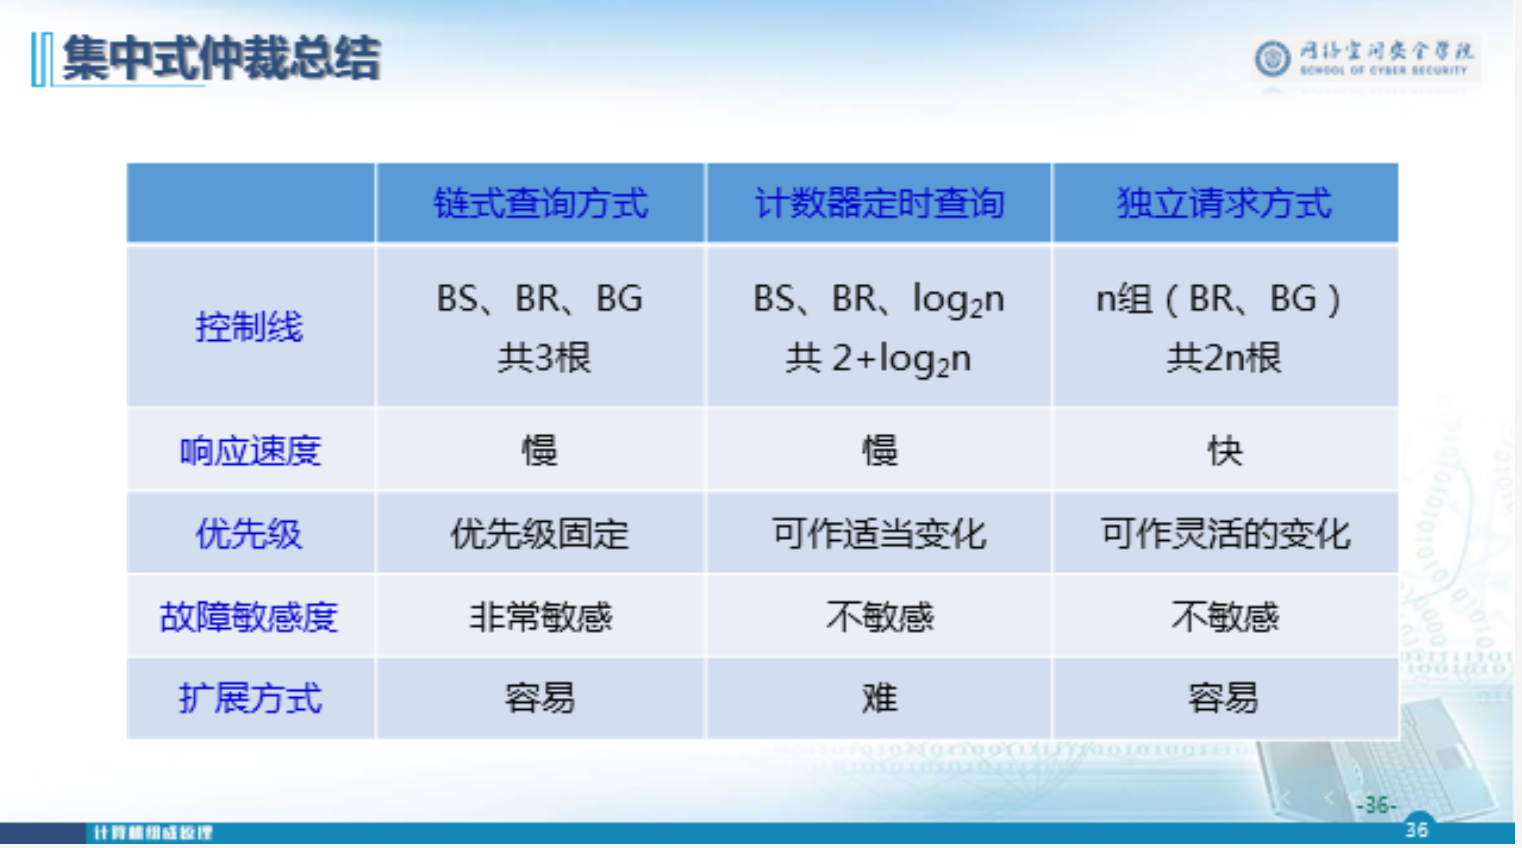 集中式仲裁总结
网络空间安全学院
SCHOOL OF CYBER SECURITY
链式查询方式 计数器定时查询 独立请求方式
控制线
BS、BR、BG
共3根
BS、BR、log₂n
共 2+log₂n
n组（BR、BG）
共2n根
响应速度 慢 慢 快
优先级 优先级固定 可作适当变化 可作灵活的变化
故障敏感度 非常敏感 不敏感 不敏感
扩展方式 容易 难 容易
-36-
计算机组成原理
36